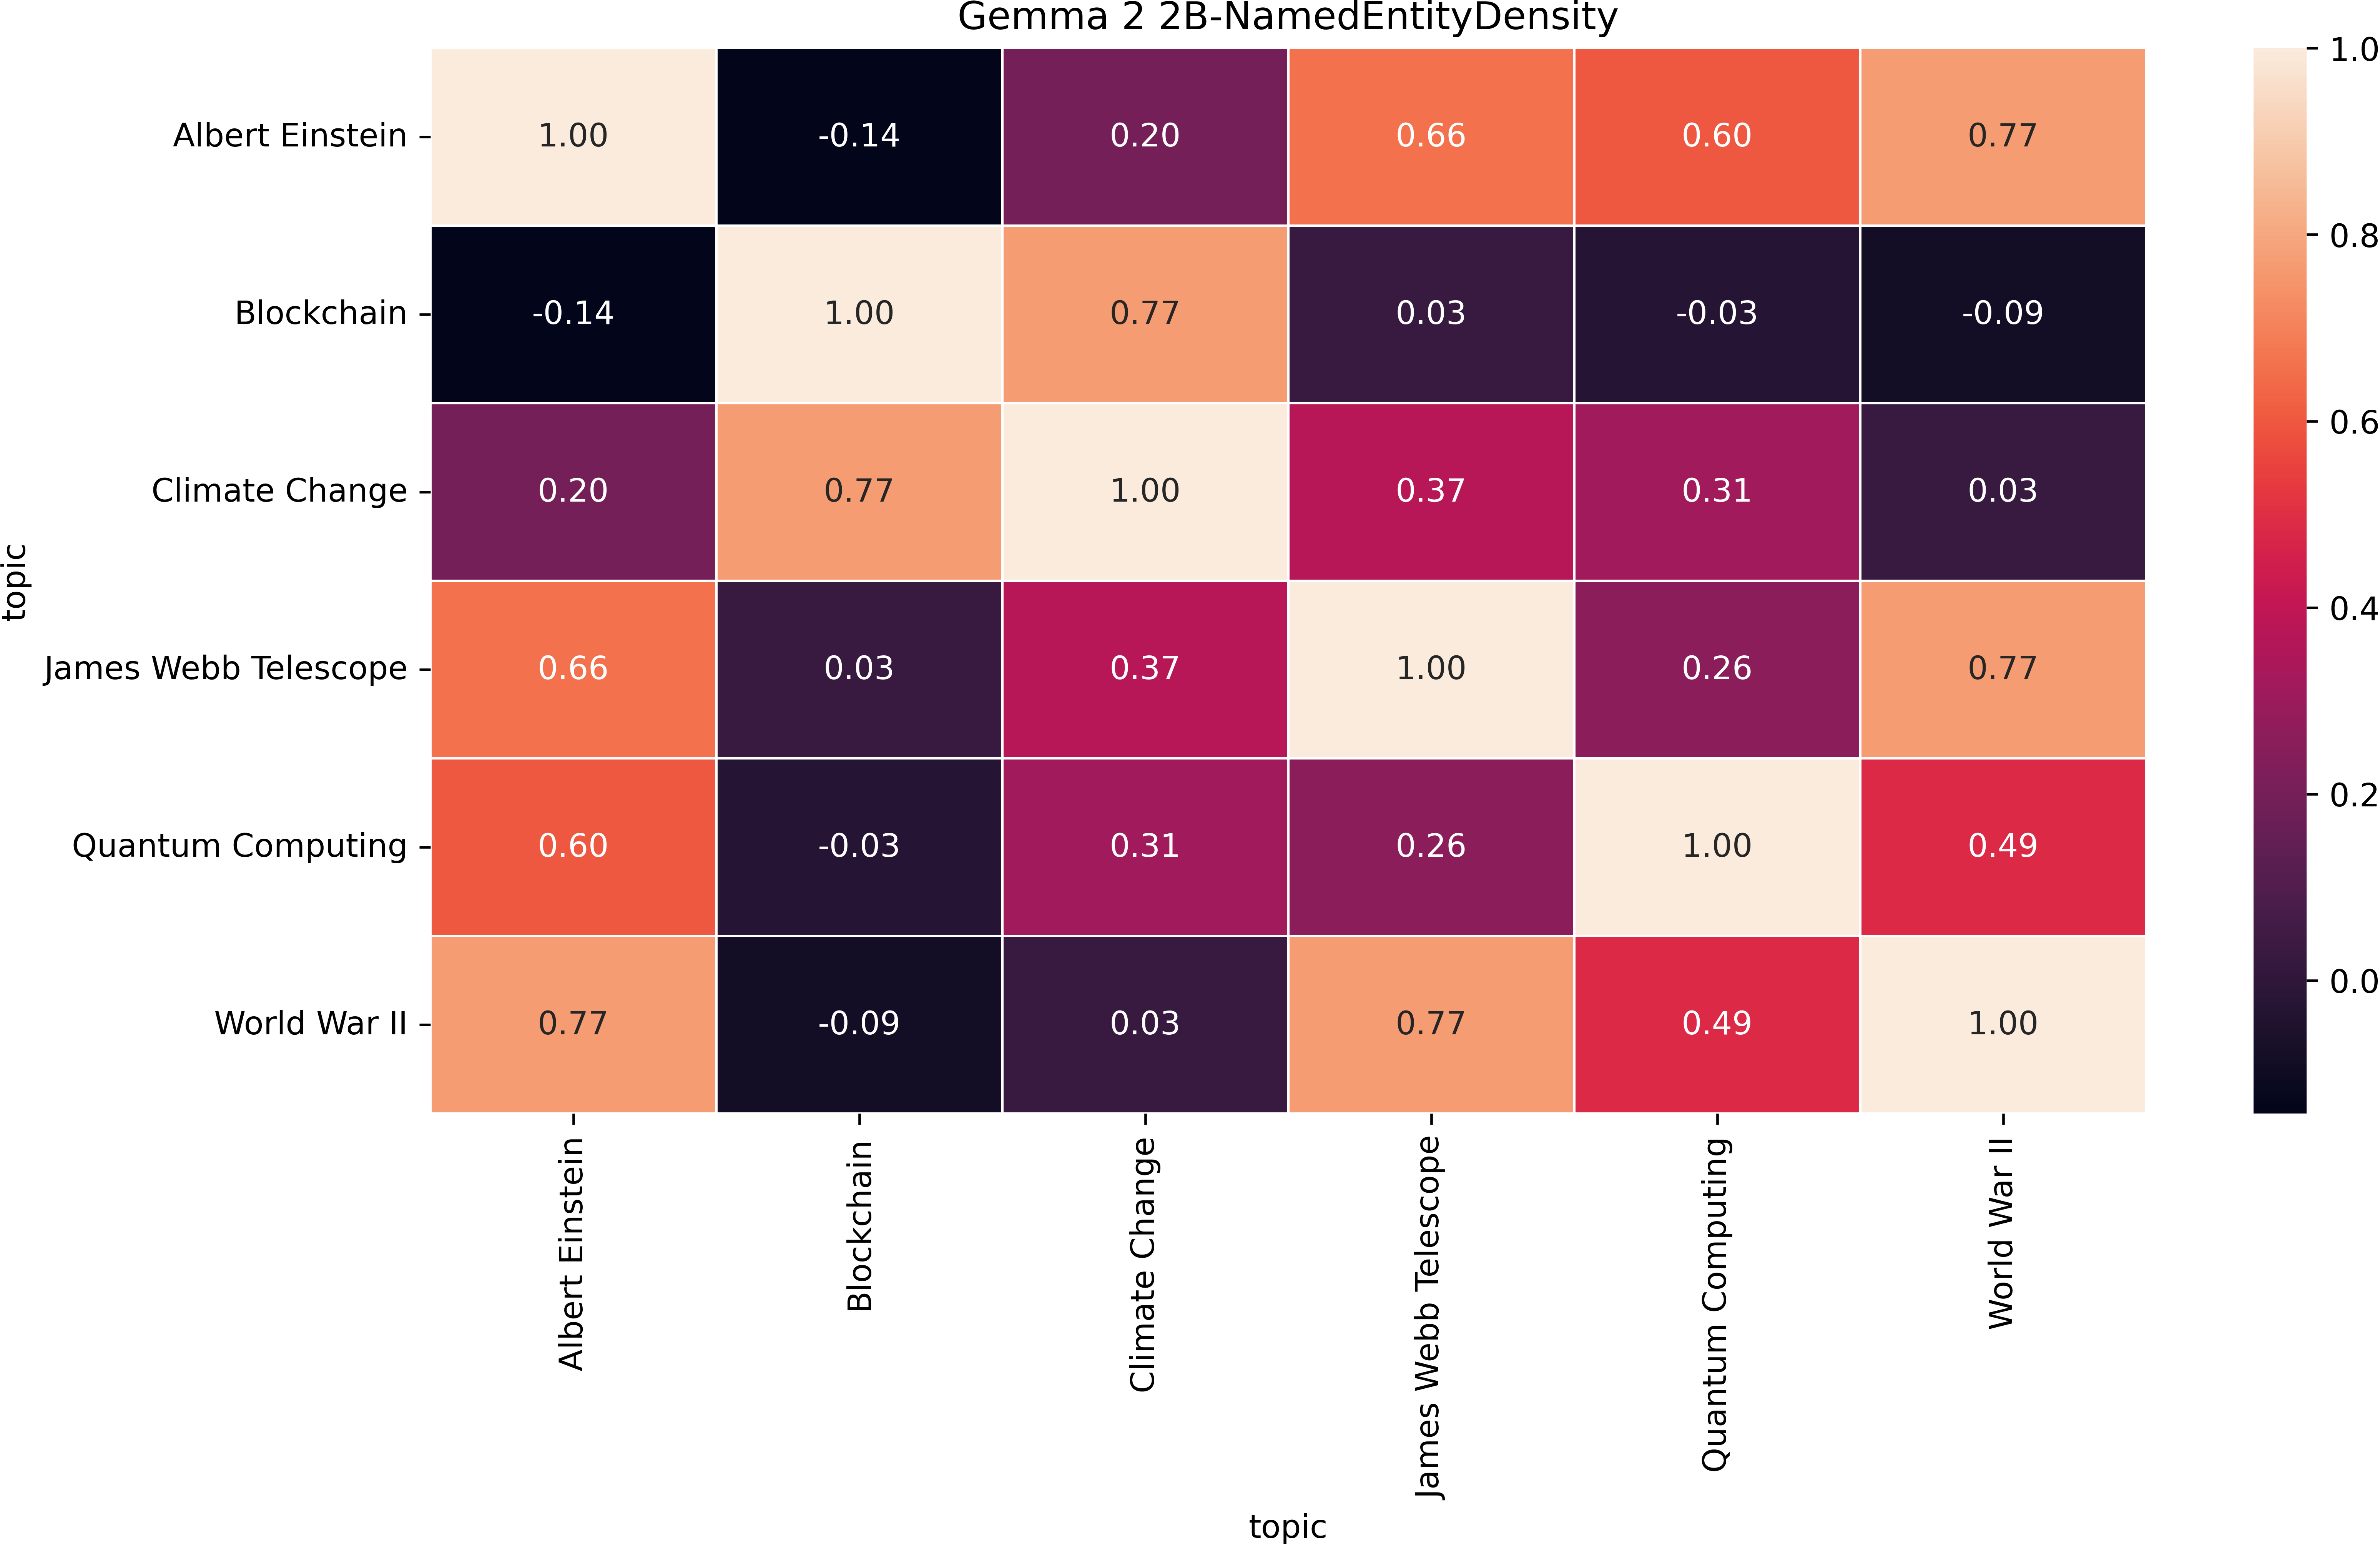 Gemma 2 2B-NamedEntityDensity
1.0
Albert Einstein 1.00 -0.14 0.20 0.66 0.60 0.77
0.8
Blockchain -0.14 1.00 0.77 0.03 -0.03 -0.09
0.6
Climate Change 0.20 0.77 1.00 0.37 0.31 0.03
topic
0.4
James Webb Telescope 0.66 0.03 0.37 1.00 0.26 0.77
0.2
Quantum Computing 0.60 -0.03 0.31 0.26 1.00 0.49
0.0
World War II 0.77 -0.09 0.03 0.77 0.49 1.00
Albert Einstein
Blockchain
Climate Change
James Webb Telescope
Quantum Computing
World War II
topic